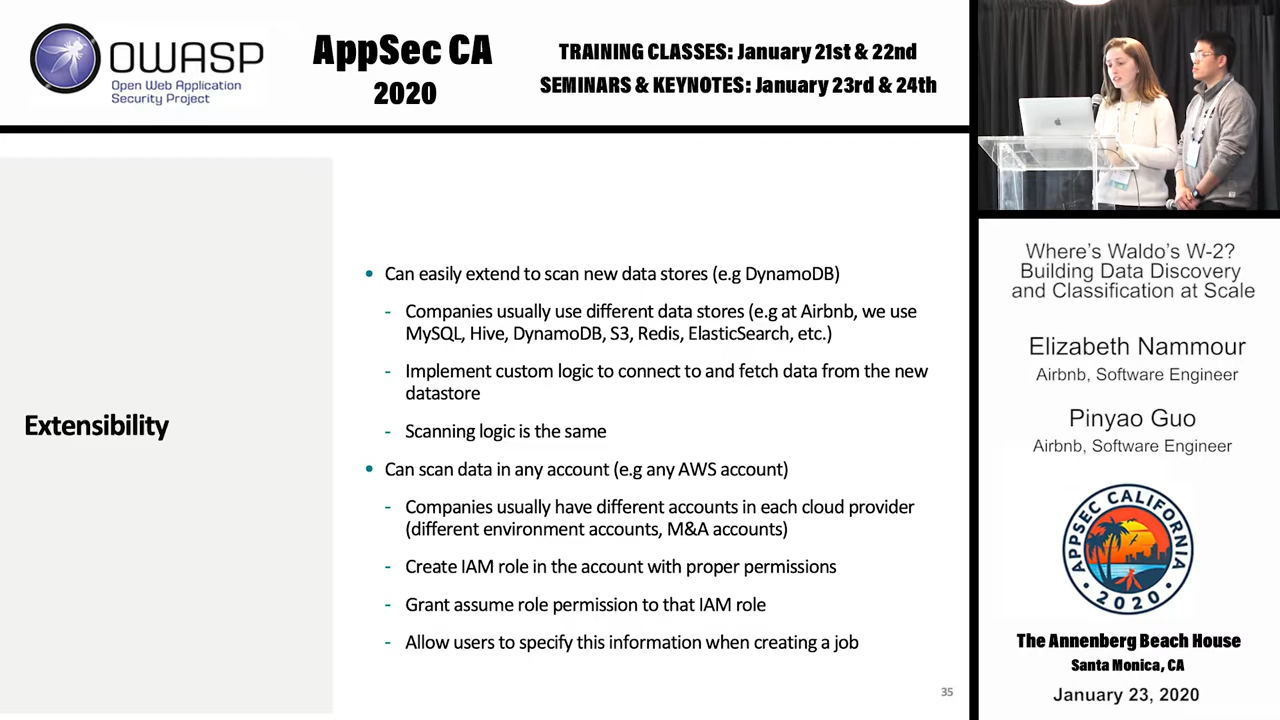 OWASP
Open Web Application
Security Project
AppSec CA
2020
TRAINING CLASSES: January 21st & 22nd
SEMINARS & KEYNOTES: January 23rd & 24th
Extensibility
• Can easily extend to scan new data stores (e.g DynamoDB)
- Companies usually use different data stores (e.g at Airbnb, we use
MySQL, Hive, DynamoDB, S3, Redis, ElasticSearch, etc.)
- Implement custom logic to connect to and fetch data from the new
datastore
- Scanning logic is the same
• Can scan data in any account (e.g any AWS account)
- Companies usually have different accounts in each cloud provider
(different environment accounts, M&A accounts)
- Create IAM role in the account with proper permissions
- Grant assume role permission to that IAM role
- Allow users to specify this information when creating a job
35
Where's Waldo's W-2?
Building Data Discovery
and Classification at Scale
Elizabeth Nammour
Airbnb, Software Engineer
Pinyao Guo
Airbnb, Software Engineer
APPSEC CALIFORNIA
• 2020 •
The Annenberg Beach House
Santa Monica, CA
January 23, 2020